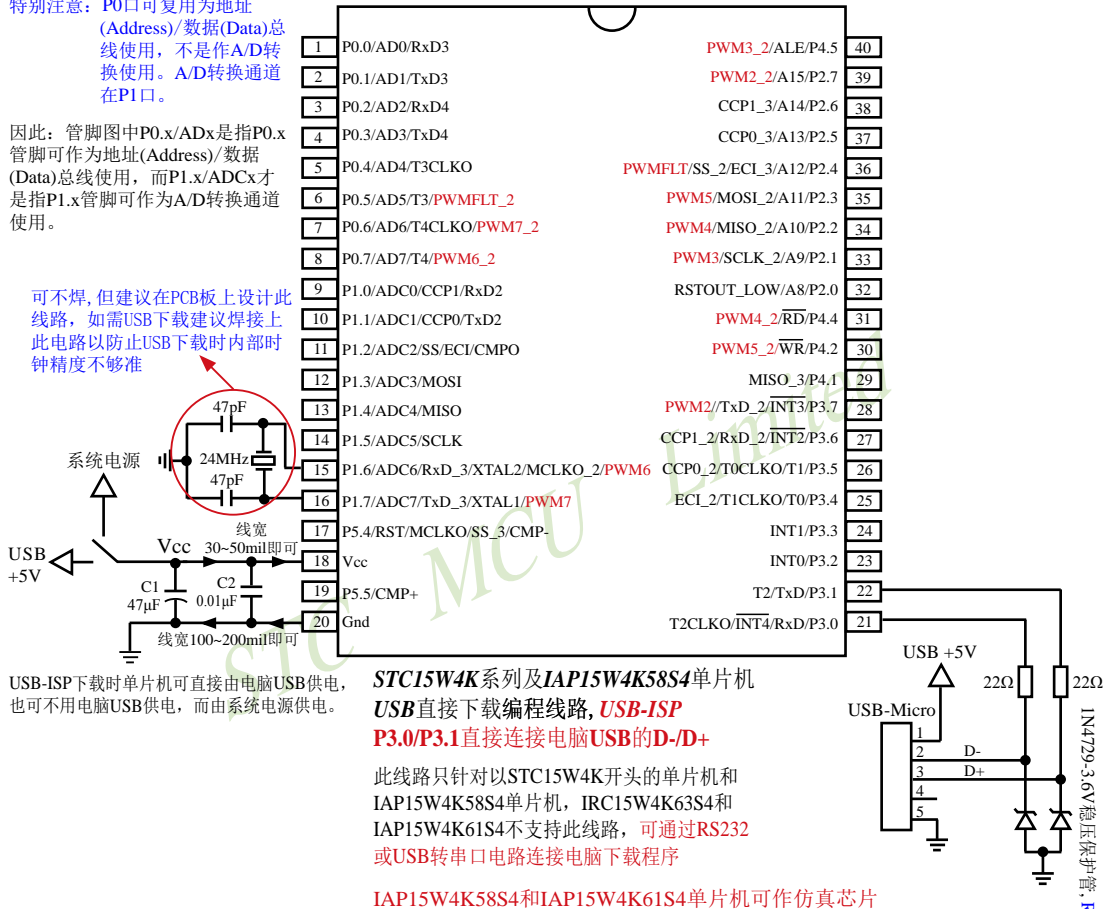 特别注意：P0口可复用为地址
(Address)/数据(Data)总
线使用，不是作A/D转
换使用。A/D转换通道
在P1口。
因此：管脚图中P0.x/ADx是指P0.x
管脚可作为地址(Address)/数据
(Data)总线使用，而P1.x/ADCx才
是指P1.x管脚可作为A/D转换通道
使用。
可不焊,但建议在PCB板上设计此
线路，如需USB下载建议焊接上
此电路以防止USB下载时内部时
钟精度不够准
47pF
24MHz
47pF
系统电源
USB
+5V
Vcc
线宽
30~50mil即可
C1
47μF
C2
0.01μF
线宽100~200mil即可
USB-ISP下载时单片机可直接由电脑USB供电，
也可不用电脑USB供电，而由系统电源供电。
1 P0.0/AD0/RxD3
2 P0.1/AD1/TxD3
3 P0.2/AD2/RxD4
4 P0.3/AD3/TxD4
5 P0.4/AD4/T3CLKO
6 P0.5/AD5/T3/PWMFLT_2
7 P0.6/AD6/T4CLKO/PWM7_2
8 P0.7/AD7/T4/PWM6_2
9 P1.0/ADC0/CCP1/RxD2
10 P1.1/ADC1/CCP0/TxD2
11 P1.2/ADC2/SS/ECI/CMPO
12 P1.3/ADC3/MOSI
13 P1.4/ADC4/MISO
14 P1.5/ADC5/SCLK
15 P1.6/ADC6/RxD_3/XTAL2/MCLKO_2/PWM6
16 P1.7/ADC7/TxD_3/XTAL1/PWM7
17 P5.4/RST/MCLKO/SS_3/CMP-
18 Vcc
19 P5.5/CMP+
20 Gnd
PWM3_2/ALE/P4.5 40
PWM2_2/A15/P2.7 39
CCP1_3/A14/P2.6 38
CCP0_3/A13/P2.5 37
PWMFLT/SS_2/ECI_3/A12/P2.4 36
PWM5/MOSI_2/A11/P2.3 35
PWM4/MISO_2/A10/P2.2 34
PWM3/SCLK_2/A9/P2.1 33
RSTOUT_LOW/A8/P2.0 32
PWM4_2/RD/P4.4 31
PWM5_2/WR/P4.2 30
MISO_3/P4.1 29
PWM2//TxD_2/INT3/P3.7 28
CCP1_2/RxD_2/INT2/P3.6 27
CCP0_2/T0CLKO/T1/P3.5 26
ECI_2/T1CLKO/T0/P3.4 25
INT1/P3.3 24
INT0/P3.2 23
T2/TxD/P3.1 22
T2CLKO/INT4/RxD/P3.0 21
STC MCU Limited
STC15W4K系列及IAP15W4K58S4单片机
USB直接下载编程线路,USB-ISP
P3.0/P3.1直接连接电脑USB的D-/D+
此线路只针对以STC15W4K开头的单片机和
IAP15W4K58S4单片机，IRC15W4K63S4和
IAP15W4K61S4不支持此线路，可通过RS232
或USB转串口电路连接电脑下载程序
IAP15W4K58S4和IAP15W4K61S4单片机可作仿真芯片
USB +5V
USB-Micro
1
2
3
4
5
D-
D+
22Ω
22Ω
1N4729-3.6V稳压保护管,